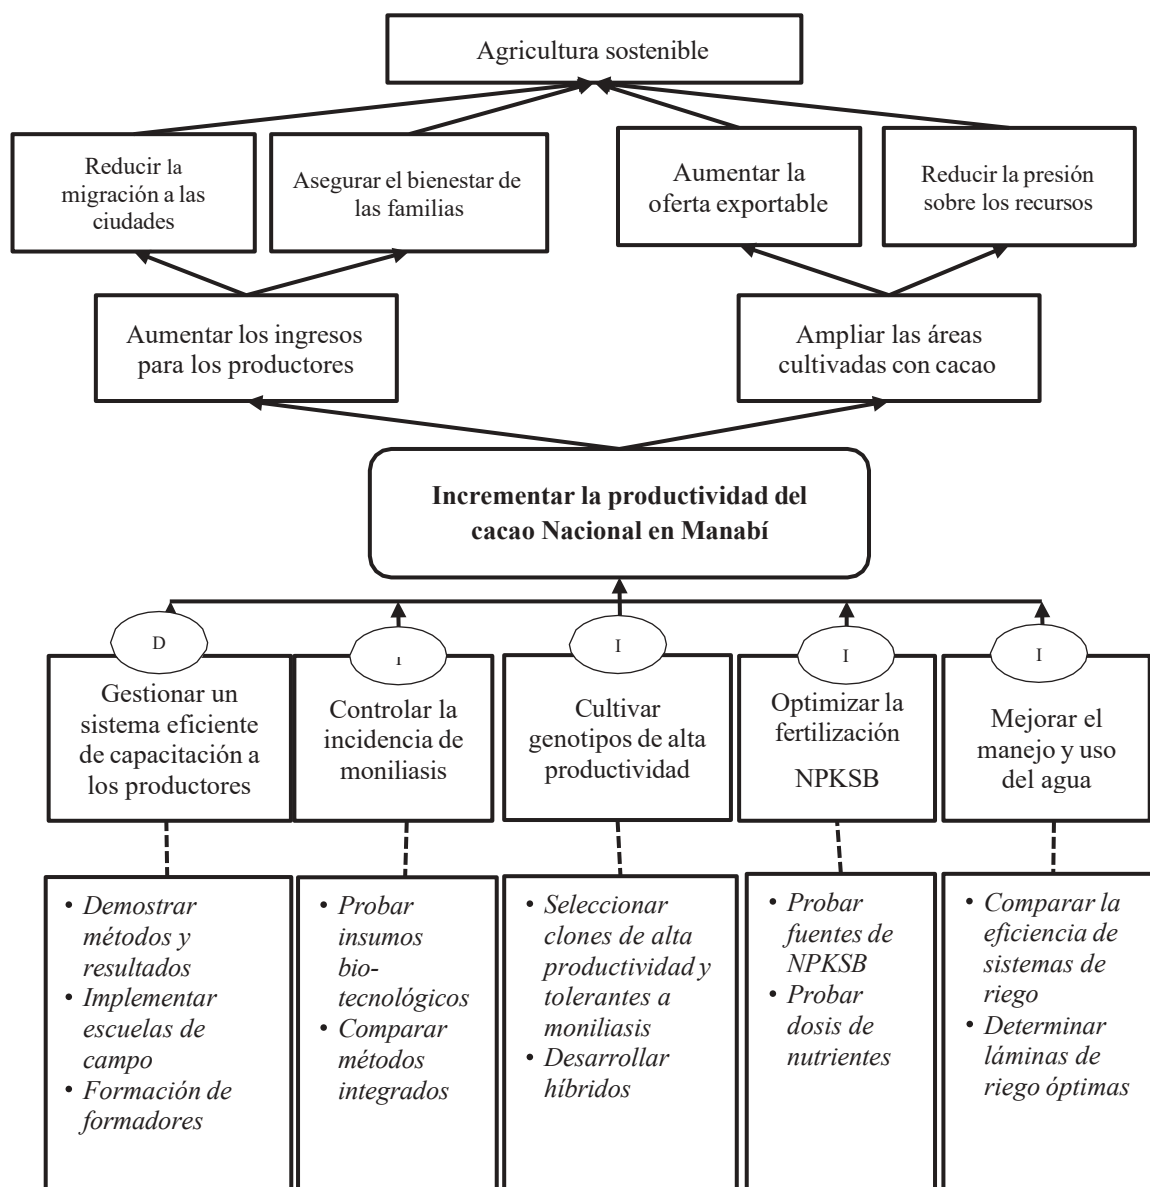 Agricultura sostenible
Reducir la
migración a las
ciudades
Asegurar el bienestar de
las familias
Aumentar la
oferta exportable
Reducir la presión
sobre los recursos
Aumentar los ingresos
para los productores
Ampliar las áreas
cultivadas con cacao
Incrementar la productividad del
cacao Nacional en Manabí
D
I
I
I
Gestionar un
sistema eficiente
de capacitación a
los productores
Controlar la
incidencia de
moniliasis
Cultivar
genotipos de alta
productividad
Optimizar la
fertilización
NPKSB
Mejorar el
manejo y uso
del agua
• Demostrar
métodos y
resultados
• Implementar
escuelas de
campo
• Formación de
formadores
• Probar
insumos
bio-
tecnológicos
• Comparar
métodos
integrados
• Seleccionar
clones de alta
productividad y
tolerantes a
moniliasis
• Desarrollar
híbridos
• Probar
fuentes de
NPKSB
• Probar
dosis de
nutrientes
• Comparar la
eficiencia de
sistemas de
riego
• Determinar
láminas de
riego óptimas